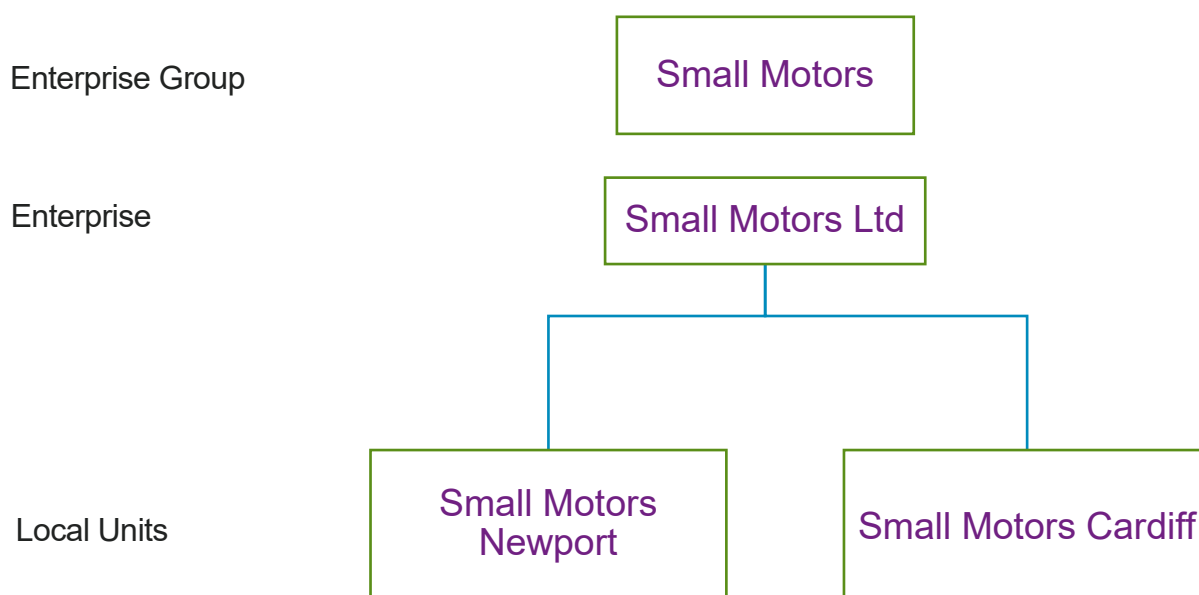 Enterprise Group
Small Motors
Enterprise
Small Motors Ltd
Local Units
Small Motors
Newport
Small Motors Cardiff